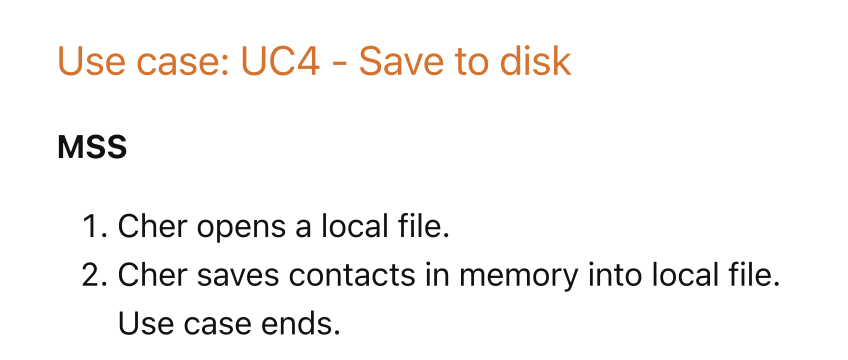 Use case: UC4 - Save to disk
MSS
1. Cher opens a local file.
2. Cher saves contacts in memory into local file.
Use case ends.